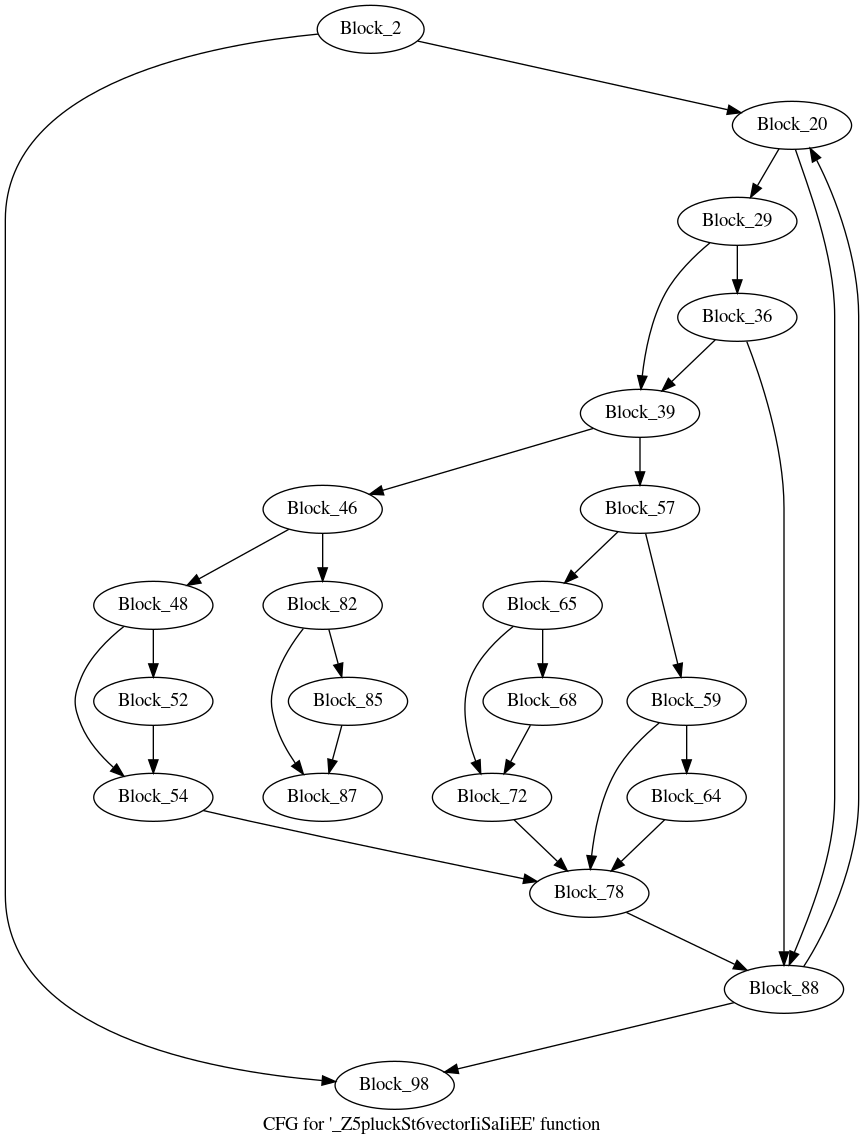 Block_2
Block_20
Block_29
Block_36
Block_39
Block_46
Block_57
Block_48
Block_82
Block_65
Block_52
Block_85
Block_68
Block_59
Block_54
Block_87
Block_72
Block_64
Block_78
Block_88
Block_98
CFG for '_Z5pluckSt6vectorIiSaIiEE' function